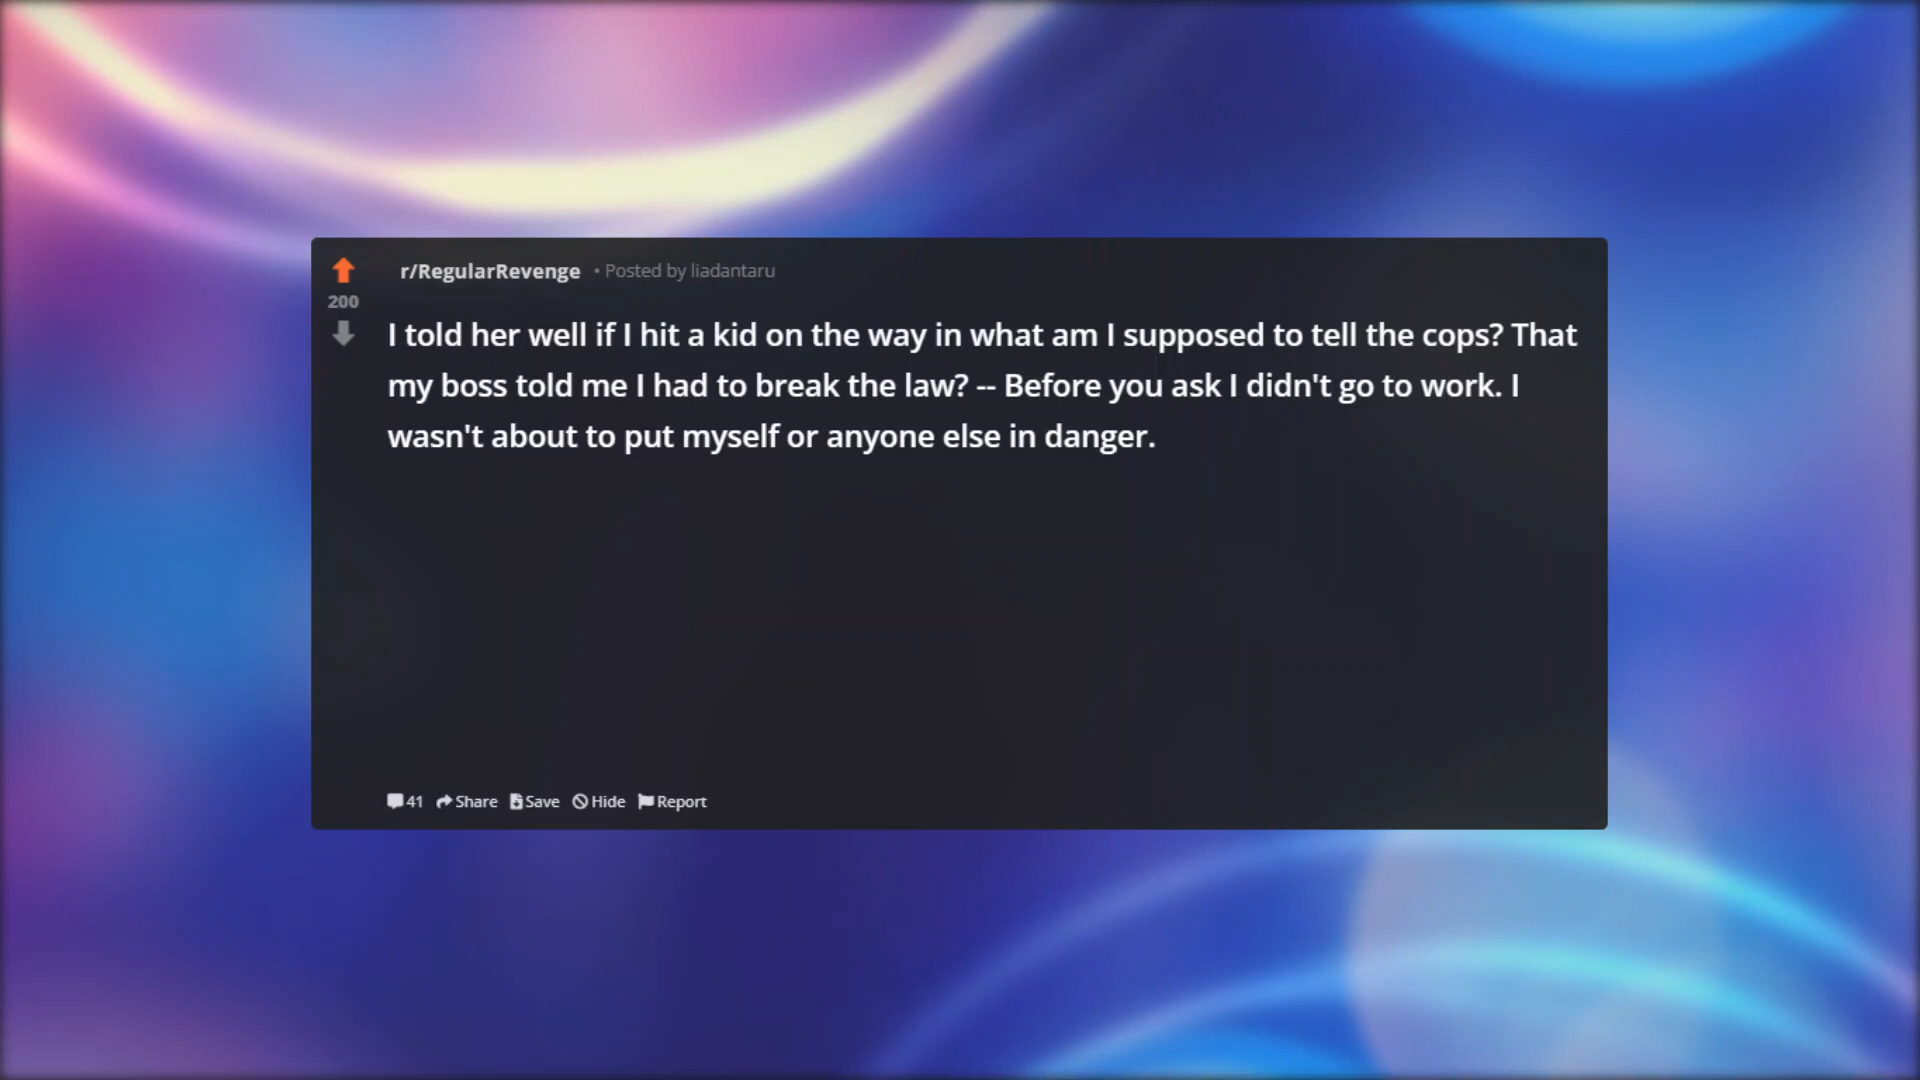 r/RegularRevenge • Posted by liadantaru
200
I told her well if I hit a kid on the way in what am I supposed to tell the cops? That
my boss told me I had to break the law? -- Before you ask I didn't go to work. I
wasn't about to put myself or anyone else in danger.
41 Share Save Hide Report